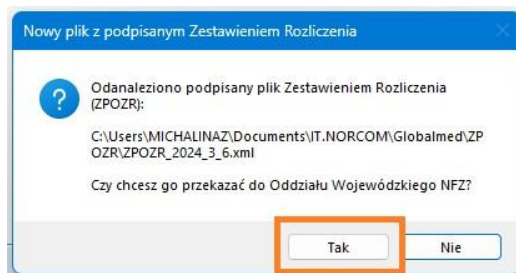 Nowy plik z podpisanym Zestawieniem Rozliczenia
Odanaleziono podpisany plik Zestawieniem Rozliczenia
(ZPOZR):
C:\Users\MICHALINAZ\Documents\IT.NORCOM\Globalmed\ZP
OZR\ZPOZR_2024_3_6.xml
Czy chcesz go przekazać do Oddziału Wojewódzkiego NFZ?
Tak
Nie